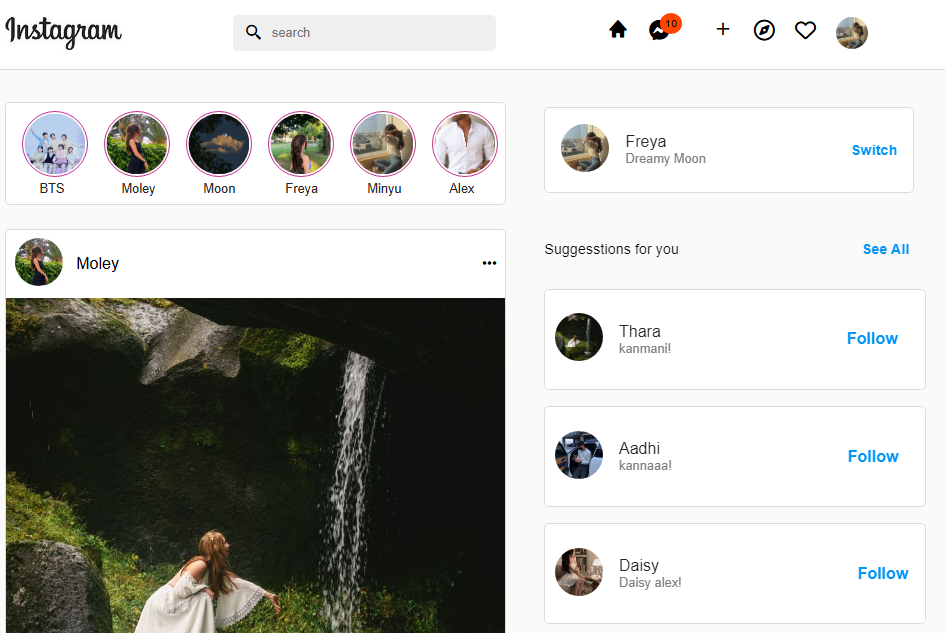 Instagram
search
10
BTS
Moley
Moon
Freya
Minyu
Alex
Freya
Dreamy Moon
Switch
Moley
Suggesstions for you
See All
Thara
kanmani!
Follow
Aadhi
kannaaa!
Follow
Daisy
Daisy alex!
Follow